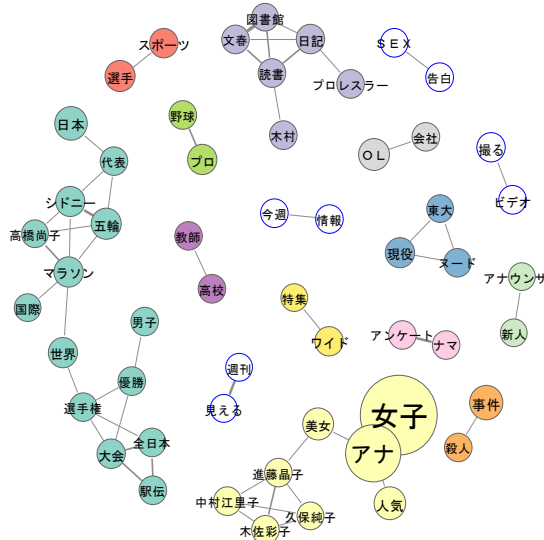 図書館
スポーツ
文春
日記
ＳＥＸ
選手
読書
告白
プロレスラー
野球
日本
木村
会社
プロ
ＯＬ
撮る
代表
シドニー
ビデオ
東大
今週
情報
五輪
高橋尚子
教師
現役
ヌード
マラソン
アナウンサ
高校
特集
国際
男子
アンケート
新人
ワイド
ナマ
世界
週刊
優勝
選手権
見える
事件
女子
美女
全日本
殺人
大会
アナ
進藤晶子
駅伝
中村江里子
人気
久保純子
木佐彩子